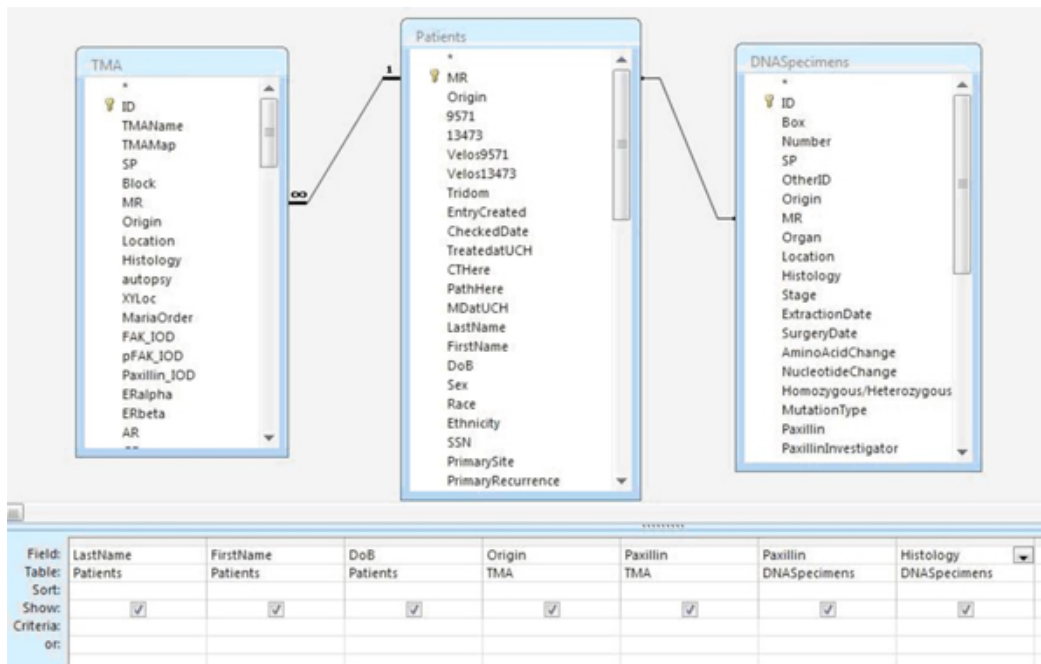 TMA
*
ID
TMAName
TMAMap
SP
Block
MR
Origin
Location
Histology
autopsy
XYLoc
MariaOrder
FAK_IOD
pFAK_IOD
Paxillin_IOD
ERalpha
ERbeta
AR
1
∞
Patients
*
MR
Origin
9571
13473
Velos9571
Velos13473
Tridom
EntryCreated
CheckedDate
TreatedatUCH
CTHere
PathHere
MDatUCH
LastName
FirstName
DoB
Sex
Race
Ethnicity
SSN
PrimarySite
PrimaryRecurrence
DNASpecimens
*
ID
Box
Number
SP
OtherID
Origin
MR
Organ
Location
Histology
Stage
ExtractionDate
SurgeryDate
AminoAcidChange
NucleotideChange
Homozygous/Heterozygous
MutationType
Paxillin
PaxillinInvestigator
Field: LastName FirstName DoB Origin Paxillin Paxillin Histology
Table: Patients Patients Patients TMA TMA DNASpecimens DNASpecimens
Sort:
Show:
Criteria:
or: